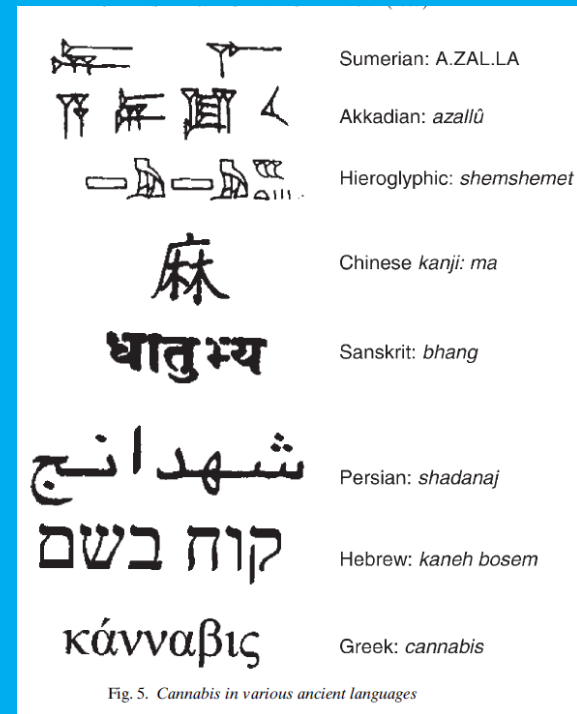 Sumerian: A.ZAL.LA
Akkadian: azallû
Hieroglyphic: shemshemet
麻 Chinese kanji: ma
धातुभ्य Sanskrit: bhang
شهدانج Persian: shadanaj
קוח בשם Hebrew: kaneh bosem
κάνναβις Greek: cannabis
Fig. 5. Cannabis in various ancient languages